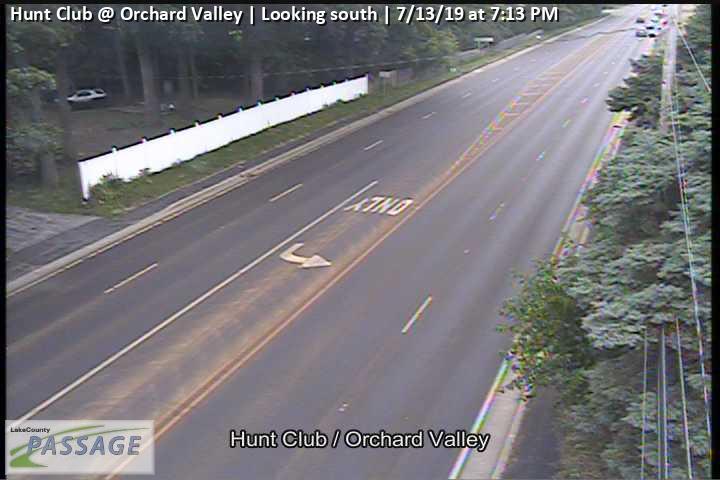 Hunt Club @ Orchard Valley | Looking south | 7/13/19 at 7:13 PM
ONLY
LakeCounty
PASSAGE
Hunt Club / Orchard Valley